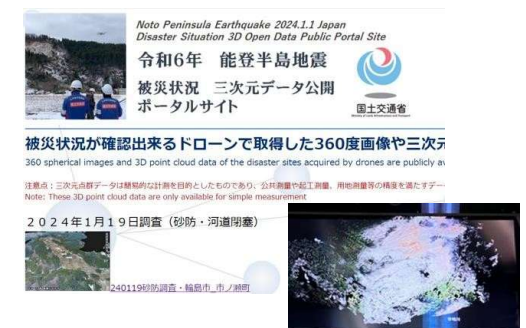 Noto Peninsula Earthquake 2024.1.1 Japan
Disaster Situation 3D Open Data Public Portal Site
令和6年 能登半島地震
被災状況 三次元データ公開
ポータルサイト
国土交通省
Ministry of Land, Infrastructure, Transport and Tourism
被災状況が確認出来るドローンで取得した360度画像や三次元
360 spherical images and 3D point cloud data of the disaster sites acquired by drones are publicly av
注意点：三次元点群データは簡易的な計測を目的としたものであり、公共測量や起工測量、用地測量等の精度を満たすデー
Note: These 3D point cloud data are only available for simple measurement
２０２４年１月１９日調査（砂防・河道閉塞）
240119砂防調査・輪島市_市ノ瀬町